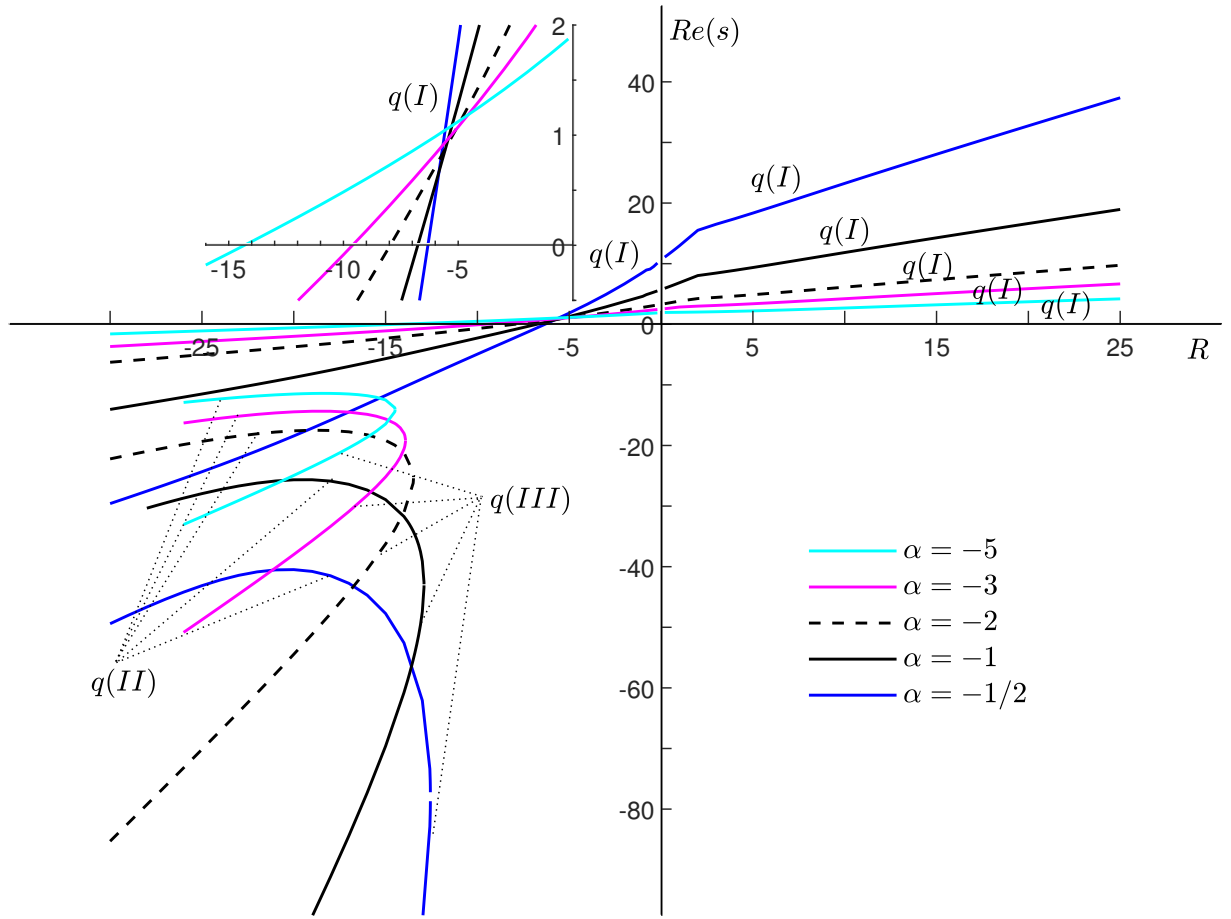 2
Re(s)
40
q(I)
1
q(I)
20
q(I)
q(I)
0
q(I)
-15
-10
-5
q(I)
q(I)
0
-25
-15
-5
5
15
25
R
-20
q(III)
-40
α = −5
α = −3
α = −2
-60
α = −1
q(II)
α = −1/2
-80